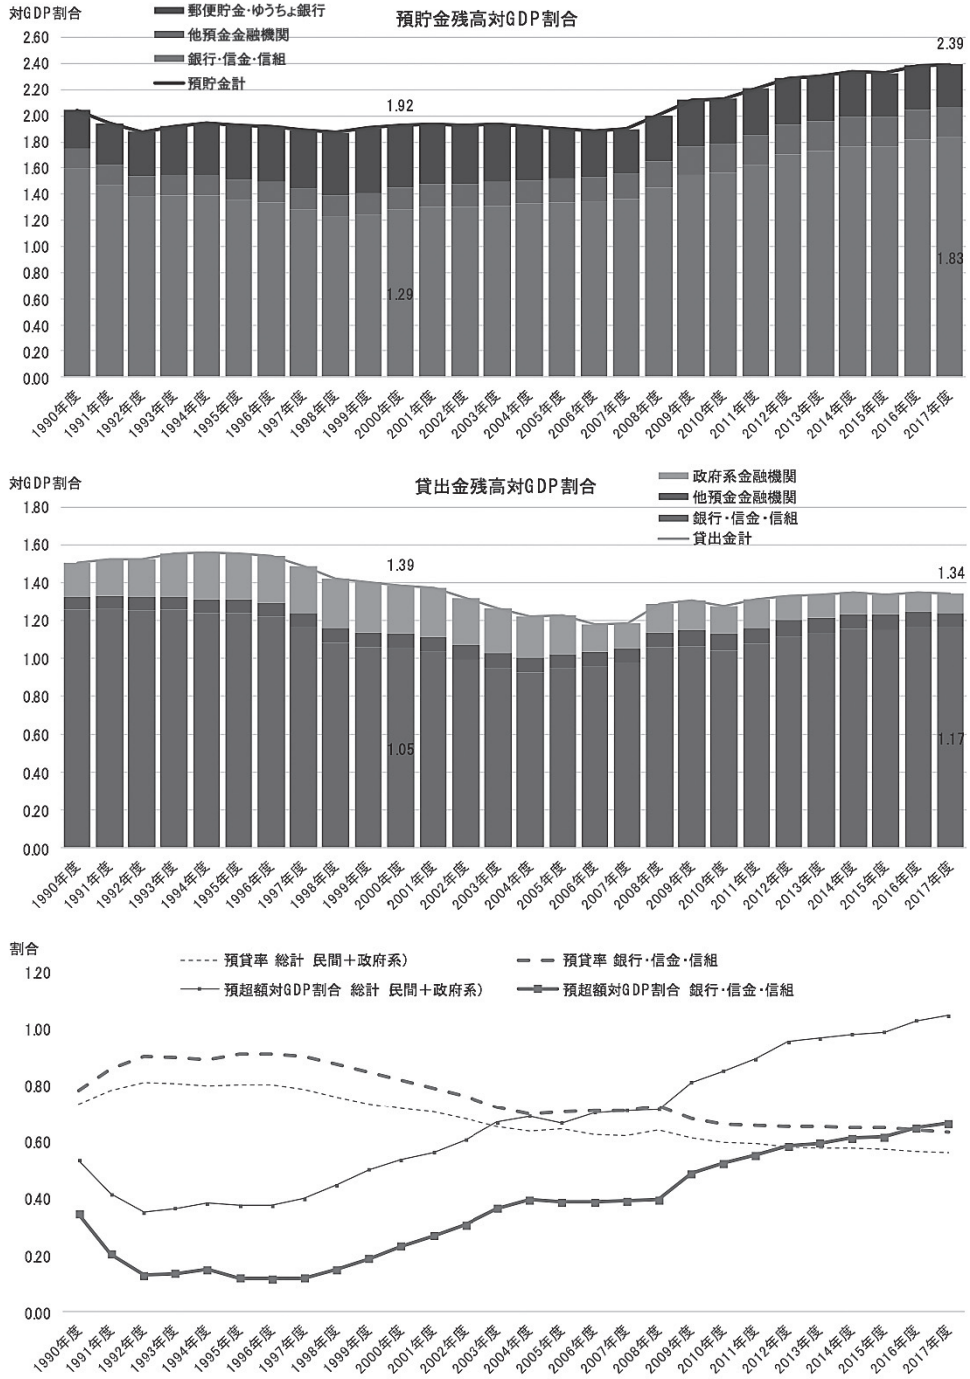 対GDP割合
預貯金残高対GDP割合
郵便貯金・ゆうちょ銀行
他預金金融機関
銀行・信金・信組
預貯金計
2.60
2.40
2.20
2.00
1.80
1.60
1.40
1.20
1.00
0.80
0.60
0.40
0.20
0.00
1.92
2.39
1.29
1.83
1990年度
1991年度
1992年度
1993年度
1994年度
1995年度
1996年度
1997年度
1998年度
1999年度
2000年度
2001年度
2002年度
2003年度
2004年度
2005年度
2006年度
2007年度
2008年度
2009年度
2010年度
2011年度
2012年度
2013年度
2014年度
2015年度
2016年度
2017年度
対GDP割合
貸出金残高対GDP割合
政府系金融機関
他預金金融機関
銀行・信金・信組
貸出金計
1.80
1.60
1.40
1.20
1.00
0.80
0.60
0.40
0.20
0.00
1.39
1.34
1.05
1.17
1990年度
1991年度
1992年度
1993年度
1994年度
1995年度
1996年度
1997年度
1998年度
1999年度
2000年度
2001年度
2002年度
2003年度
2004年度
2005年度
2006年度
2007年度
2008年度
2009年度
2010年度
2011年度
2012年度
2013年度
2014年度
2015年度
2016年度
2017年度
割合
預貸率 総計 民間＋政府系）
預貸率 銀行・信金・信組
預超額対GDP割合 総計 民間＋政府系）
預超額対GDP割合 銀行・信金・信組
1.20
1.00
0.80
0.60
0.40
0.20
0.00
1990年度
1991年度
1992年度
1993年度
1994年度
1995年度
1996年度
1997年度
1998年度
1999年度
2000年度
2001年度
2002年度
2003年度
2004年度
2005年度
2006年度
2007年度
2008年度
2009年度
2010年度
2011年度
2012年度
2013年度
2014年度
2015年度
2016年度
2017年度